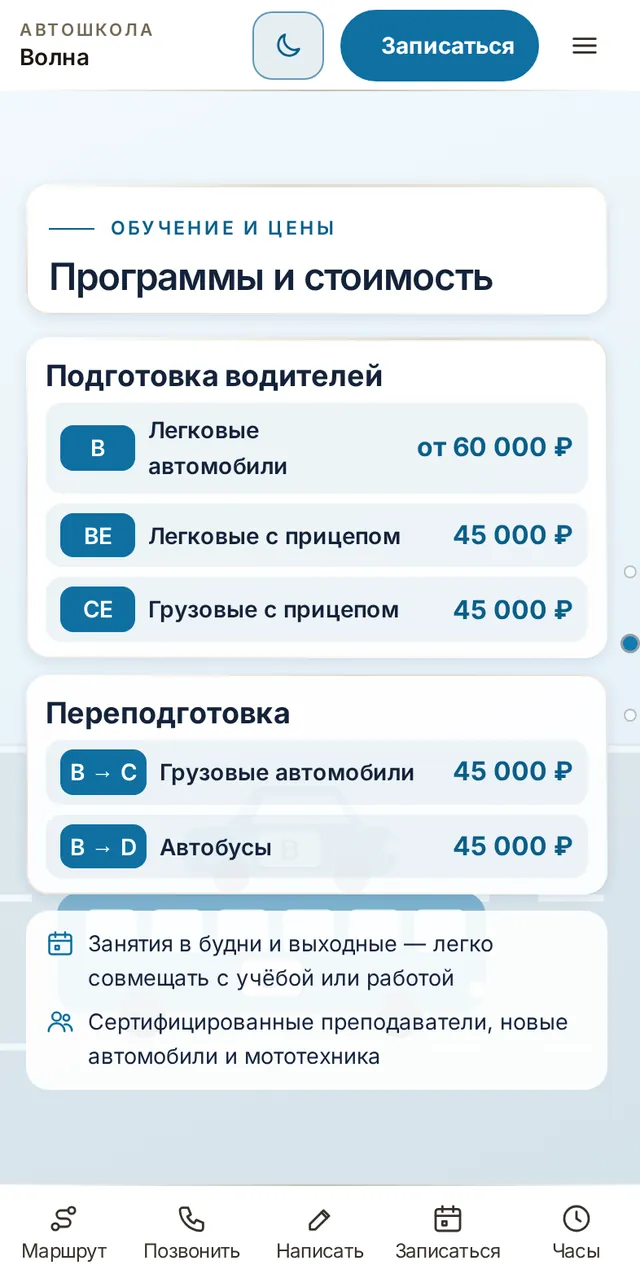 АВТОШКОЛА
Волна
Записаться
ОБУЧЕНИЕ И ЦЕНЫ
Программы и стоимость
Подготовка водителей
B Легковые автомобили от 60 000 ₽
BE Легковые с прицепом 45 000 ₽
CE Грузовые с прицепом 45 000 ₽
Переподготовка
B → C Грузовые автомобили 45 000 ₽
B → D Автобусы 45 000 ₽
B
Занятия в будни и выходные — легко
совмещать с учёбой или работой
Сертифицированные преподаватели, новые
автомобили и мототехника
Маршрут Позвонить Написать Записаться Часы